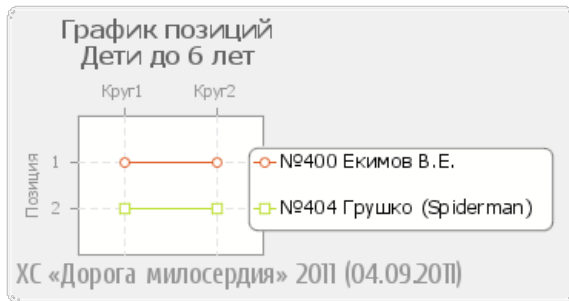 График позиций
Дети до 6 лет
Круг1 Круг2
Позиция
1
№400 Екимов В.Е.
2
№404 Грушко (Spiderman)
ХС «Дорога милосердия» 2011 (04.09.2011)